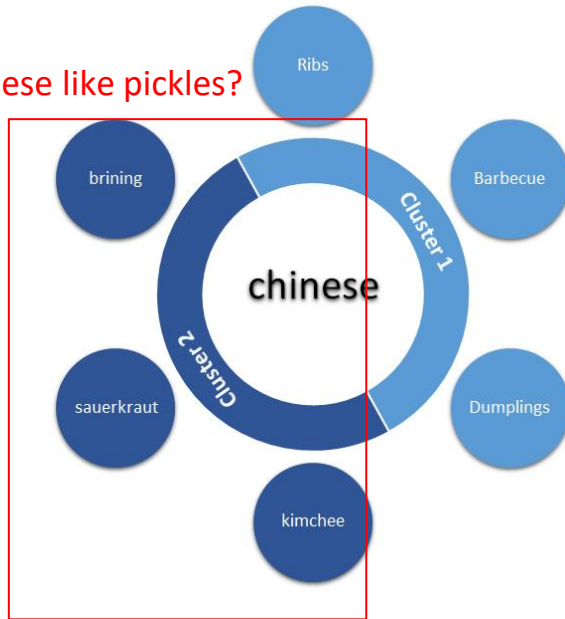 Ribs
ese like pickles?
brining
Barbecue
Cluster 1
chinese
Cluster 2
sauerkraut
Dumplings
kimchee